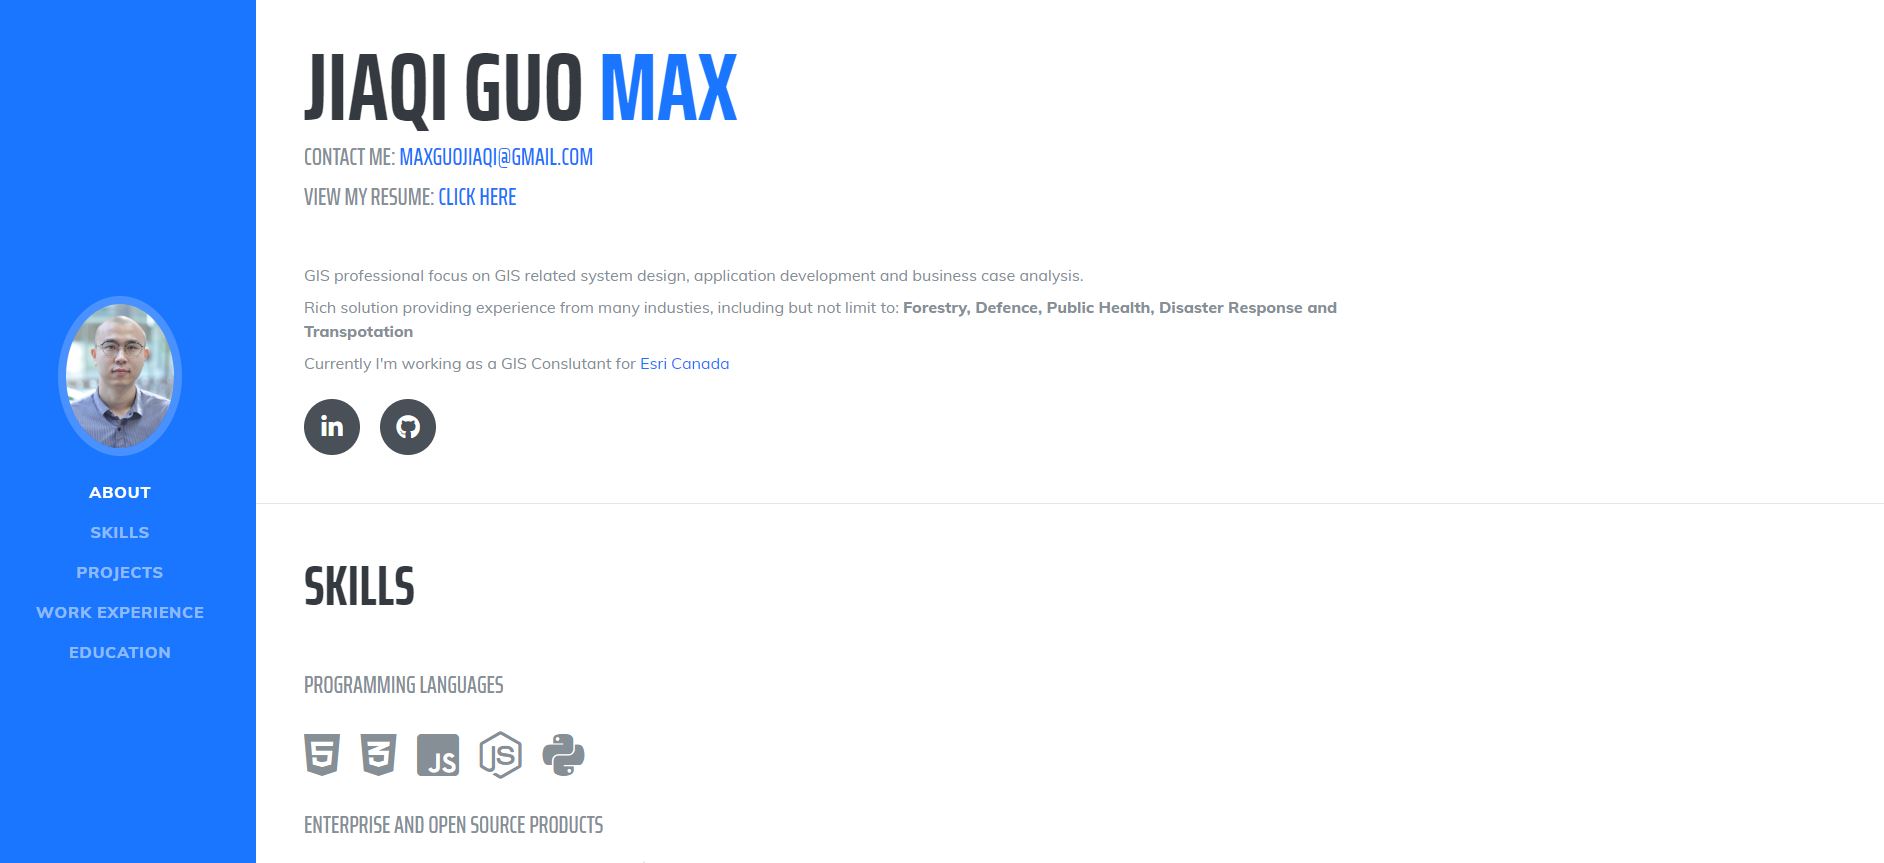 JIAQI GUO MAX
CONTACT ME: MAXGUOJIAQI@GMAIL.COM
VIEW MY RESUME: CLICK HERE
GIS professional focus on GIS related system design, application development and business case analysis.
Rich solution providing experience from many industies, including but not limit to: Forestry, Defence, Public Health, Disaster Response and
Transpotation
Currently I'm working as a GIS Conslutant for Esri Canada
in
ABOUT
SKILLS
PROJECTS
WORK EXPERIENCE
EDUCATION
SKILLS
PROGRAMMING LANGUAGES
5 3 JS JS
ENTERPRISE AND OPEN SOURCE PRODUCTS